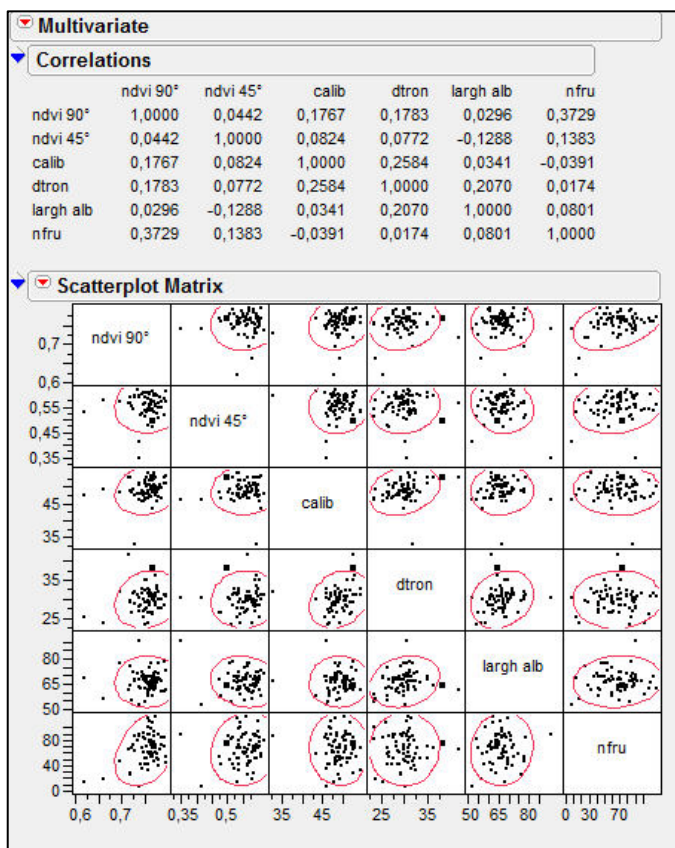 Multivariate
Correlations
ndvi 90° ndvi 45° calib dtron largh alb nfru
ndvi 90° 1,0000 0,0442 0,1767 0,1783 0,0296 0,3729
ndvi 45° 0,0442 1,0000 0,0824 0,0772 -0,1288 0,1383
calib 0,1767 0,0824 1,0000 0,2584 0,0341 -0,0391
dtron 0,1783 0,0772 0,2584 1,0000 0,2070 0,0174
largh alb 0,0296 -0,1288 0,0341 0,2070 1,0000 0,0801
nfru 0,3729 0,1383 -0,0391 0,0174 0,0801 1,0000
Scatterplot Matrix
ndvi 90°
0,7
0,6
ndvi 45°
0,55
0,45
0,35
calib
45
35
dtron
35
25
largh alb
80
65
50
nfru
80
40
0
0,6 0,7 0,35 0,5 35 45 25 35 50 65 80 0 30 70